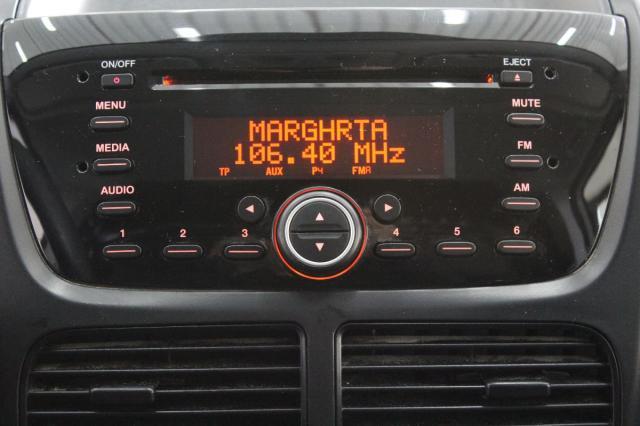 ON/OFF
EJECT
MENU
MUTE
MARGHRTA
106.40 MHz
TP AUX P4 FMA
MEDIA
FM
AUDIO
AM
1 2 3 4 5 6